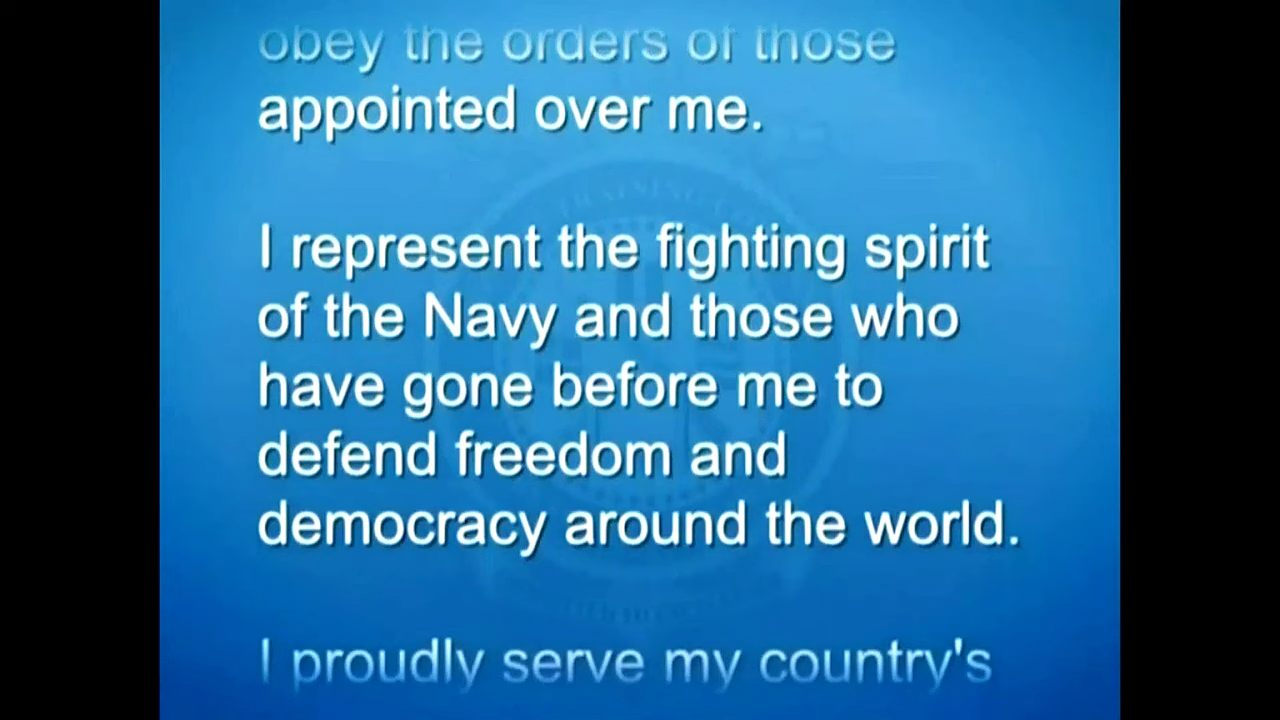 obey the orders of those
appointed over me.
I represent the fighting spirit
of the Navy and those who
have gone before me to
defend freedom and
democracy around the world.
I proudly serve my country's